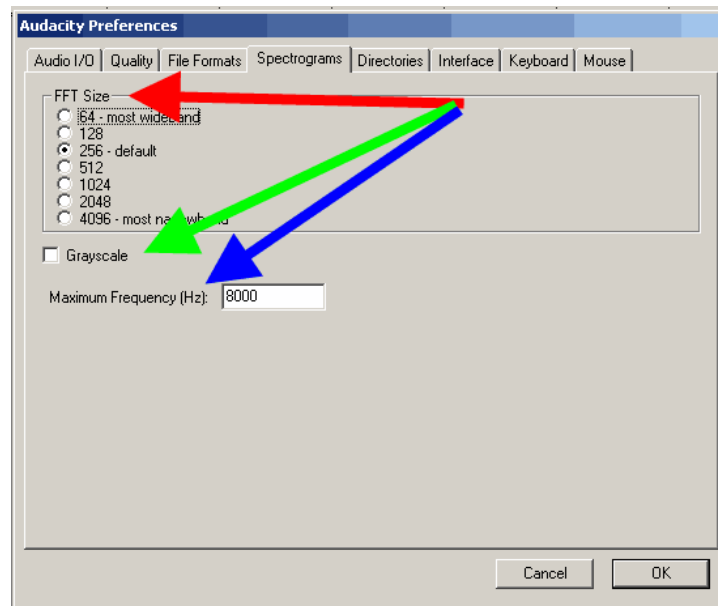 Audacity Preferences
Audio I/O Quality File Formats Spectrograms Directories Interface Keyboard Mouse
FFT Size
64 - most wideband
128
256 - default
512
1024
2048
4096 - most narrowband
Grayscale
Maximum Frequency (Hz): 8000
Cancel OK